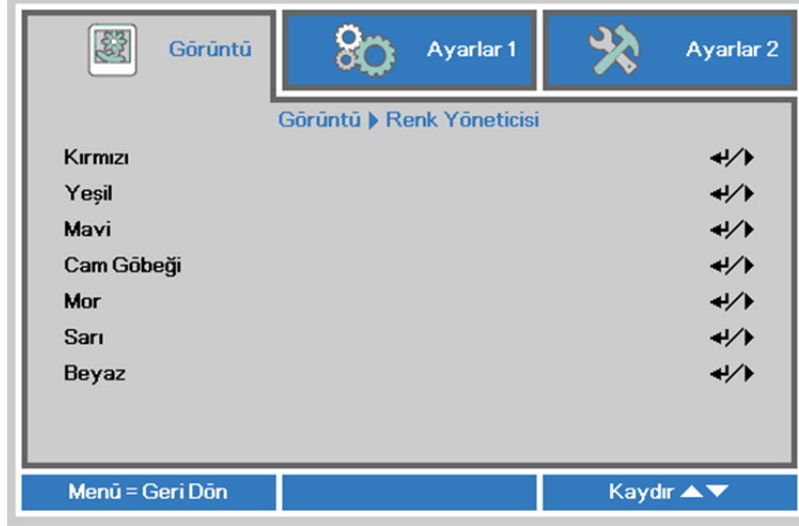 Görüntü
Ayarlar 1
Ayarlar 2
Görüntü Renk Yöneticisi
Kırmızı
Yeşil
Mavi
Cam Göbeği
Mor
Sarı
Beyaz
Menü = Geri Dön
Kaydır